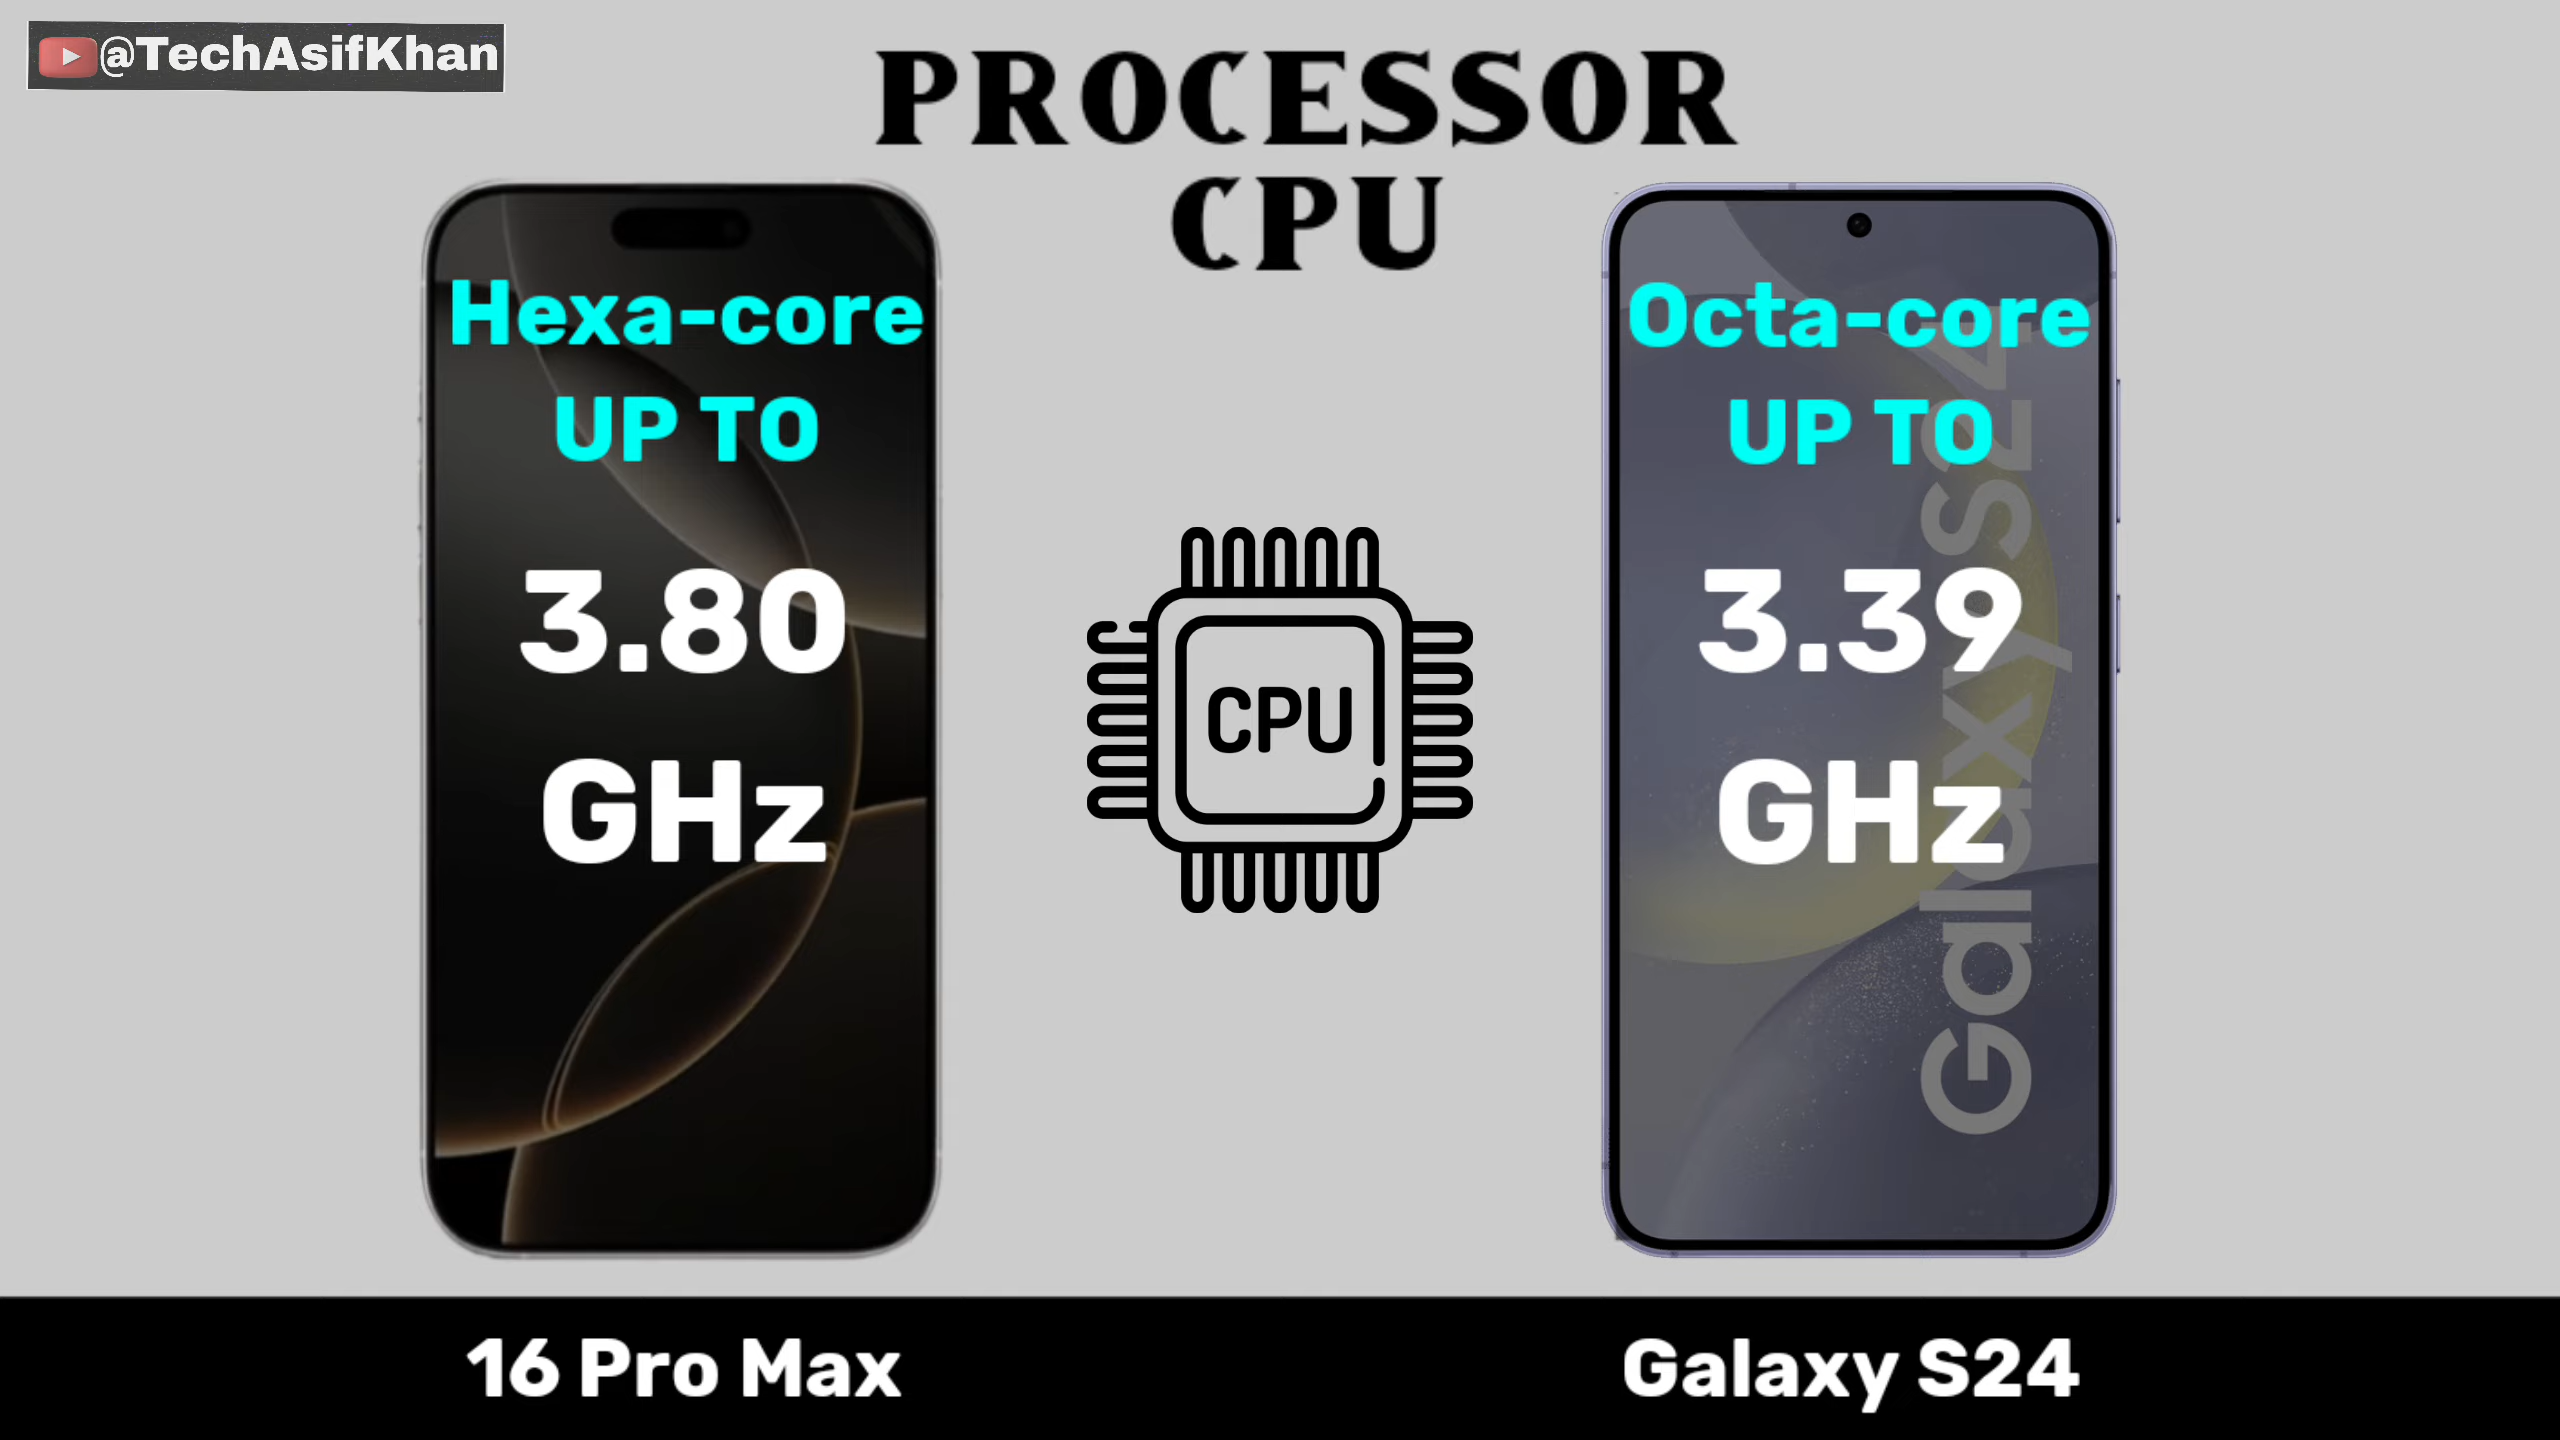 @TechAsifKhan
PROCESSOR
CPU
Hexa-core
UP TO
3.80
GHz
CPU
Octa-core
UP TO
3.39
GHz
Galaxy S24
16 Pro Max
Galaxy S24